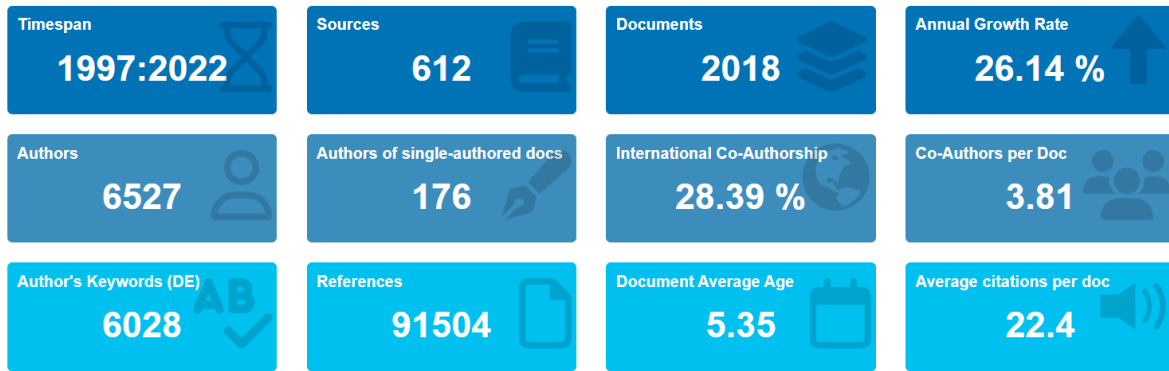 Timespan
1997:2022
Sources
612
Documents
2018
Annual Growth Rate
26.14 %
Authors
6527
Authors of single-authored docs
176
International Co-Authorship
28.39 %
Co-Authors per Doc
3.81
Author's Keywords (DE)
AB
6028
References
91504
Document Average Age
5.35
Average citations per doc
22.4